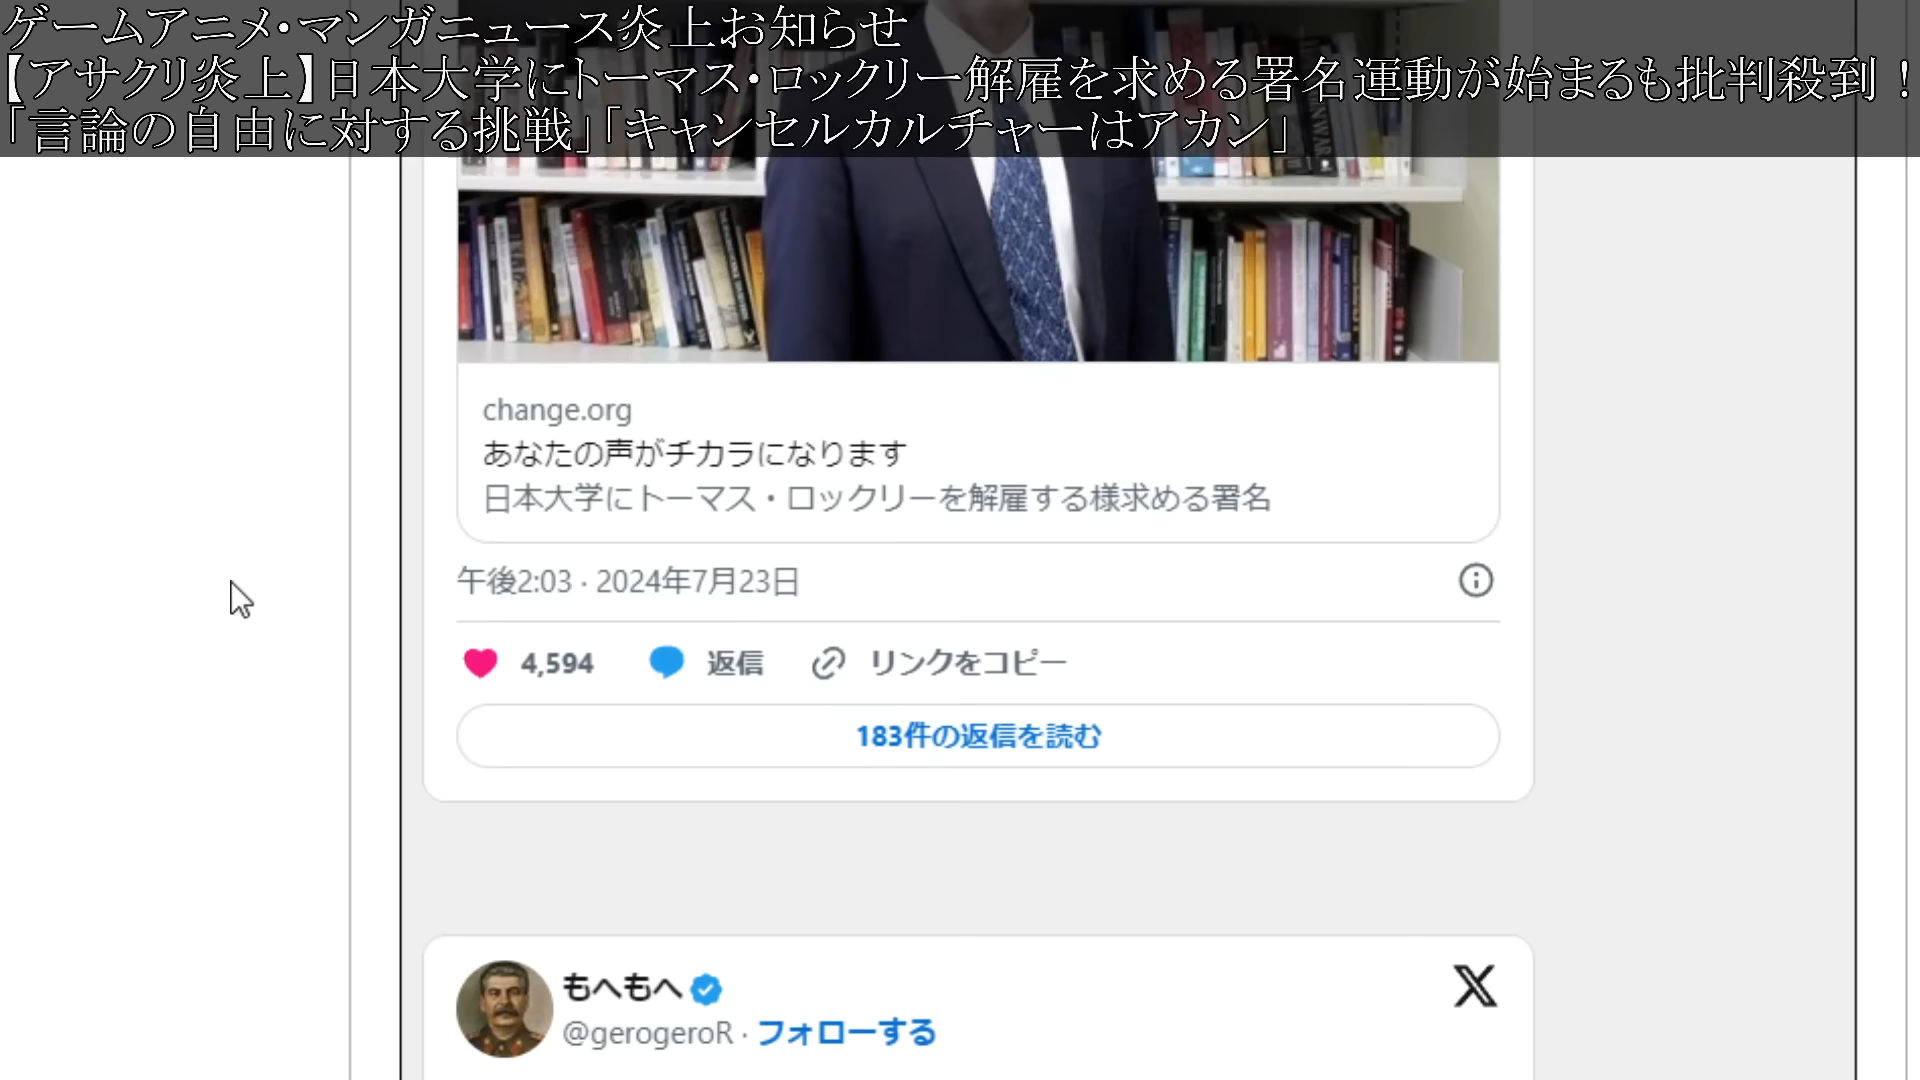 ゲームアニメ・マンガニュース炎上お知らせ
【アサクリ炎上】日本大学にトーマス・ロックリー解雇を求める署名運動が始まるも批判殺到！
「言論の自由に対する挑戦」「キャンセルカルチャーはアカン」
change.org
あなたの声がチカラになります
日本大学にトーマス・ロックリーを解雇する様求める署名
午後2:03 · 2024年7月23日
4,594 返信 リンクをコピー
183件の返信を読む
もへもへ
@gerogeroR · フォローする